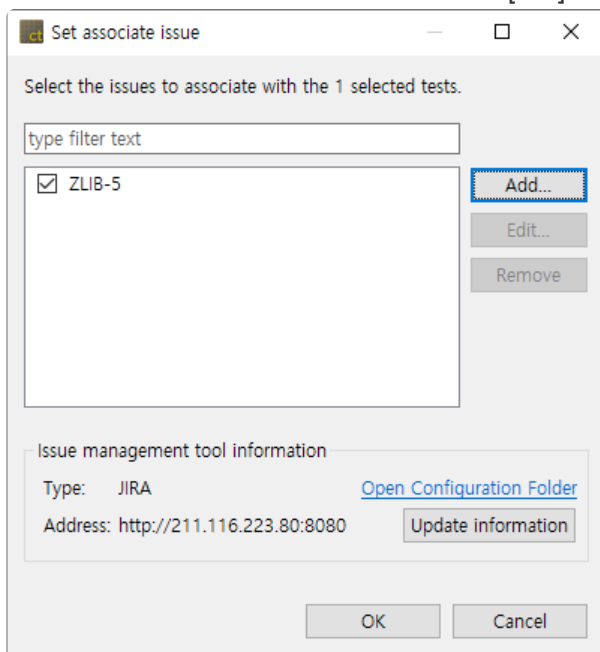 ct Set associate issue
Select the issues to associate with the 1 selected tests.
type filter text
ZLIB-5
Add...
Edit...
Remove
Issue management tool information
Type: JIRA
Open Configuration Folder
Address: http://211.116.223.80:8080
Update information
OK
Cancel